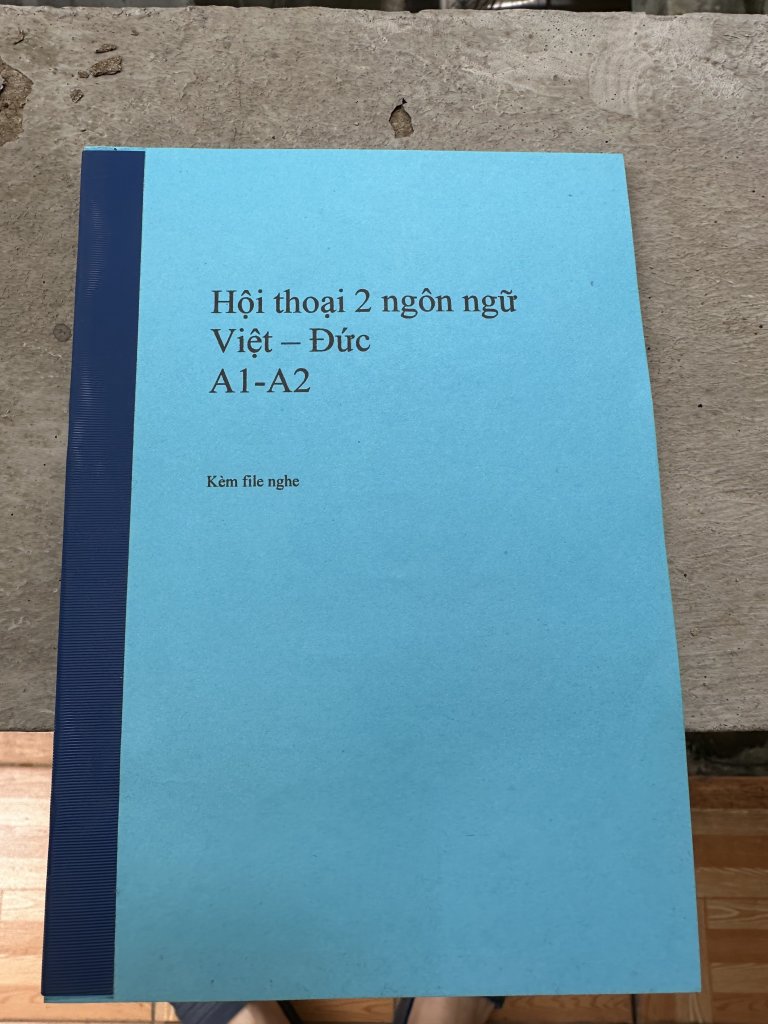 Hội thoại 2 ngôn ngữ
Việt – Đức
A1-A2
Kèm file nghe